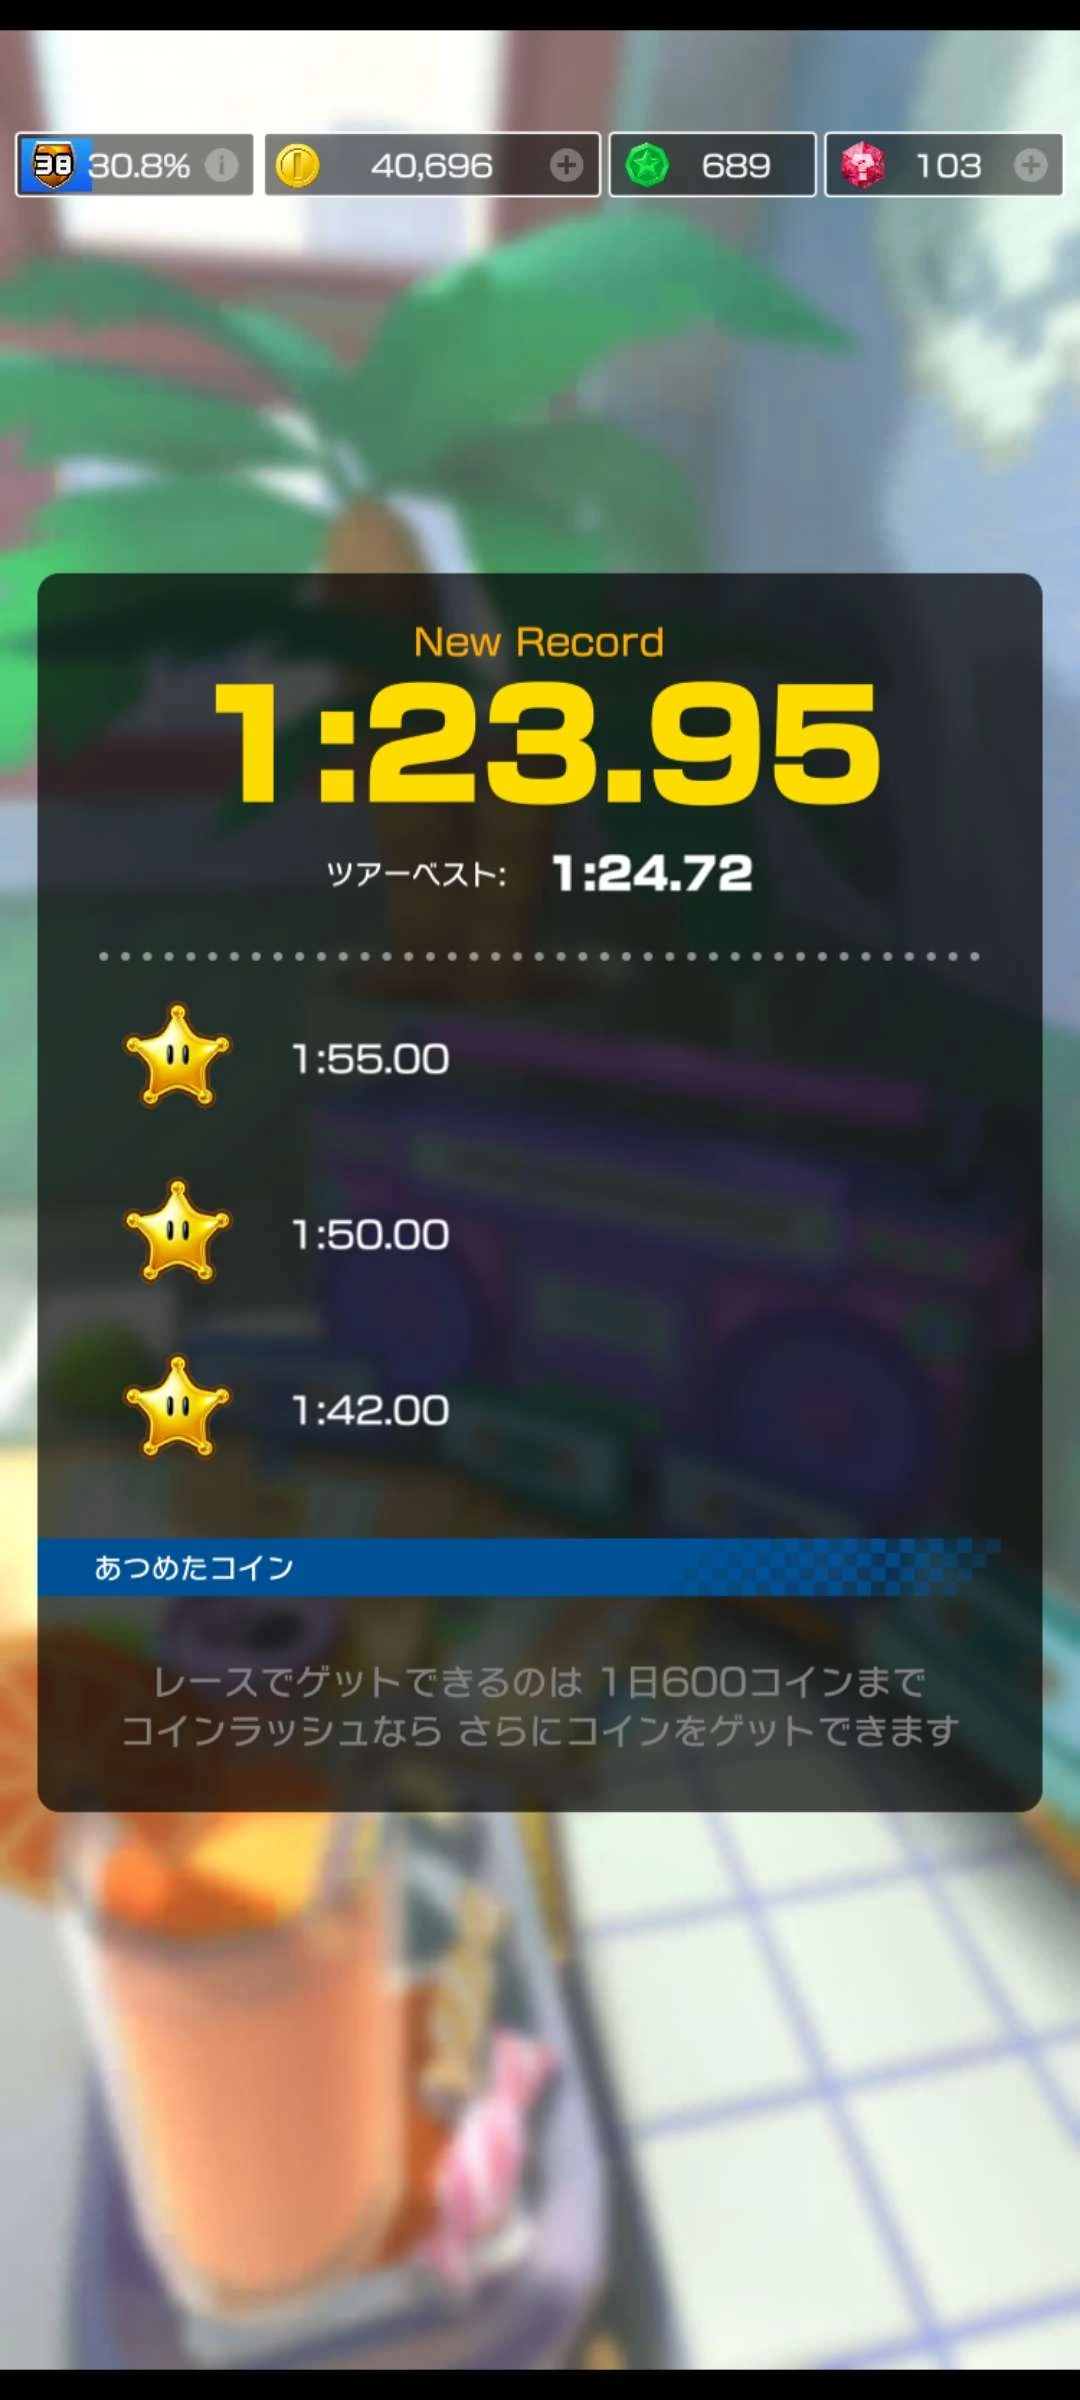 38 30.8% 40,696 689 103
New Record
1:23.95
ツアーベスト: 1:24.72
1:55.00
1:50.00
1:42.00
あつめたコイン
レースでゲットできるのは 1日600コインまで
コインラッシュなら さらにコインをゲットできます